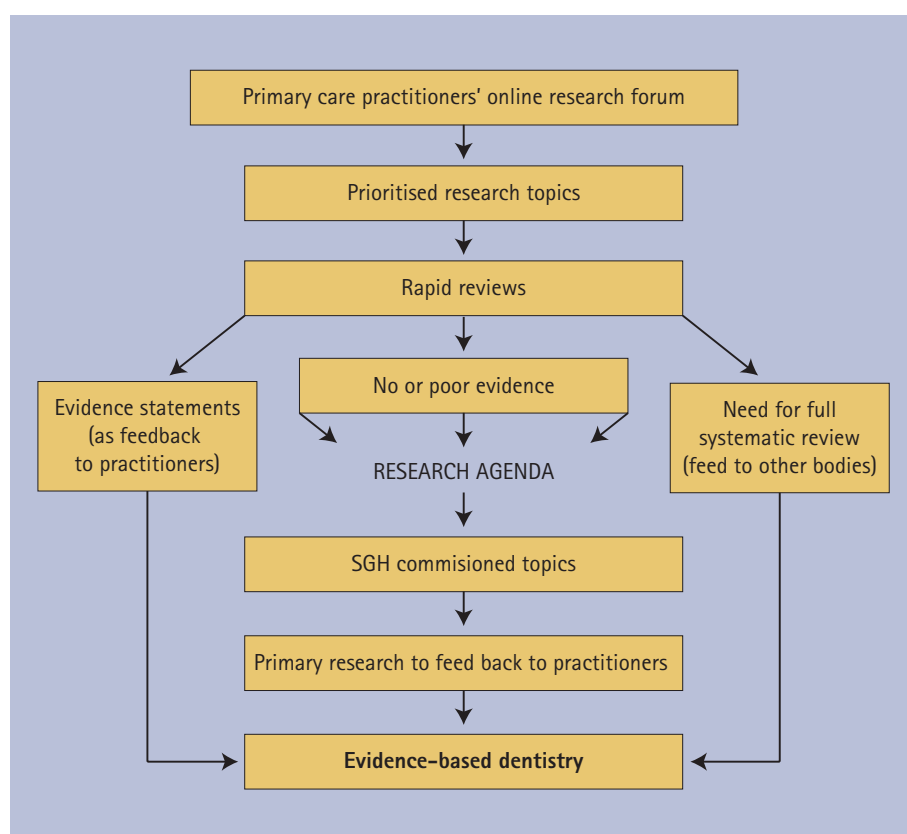 Primary care practitioners' online research forum
Prioritised research topics
Rapid reviews
No or poor evidence
Evidence statements
(as feedback
to practitioners)
Need for full
systematic review
(feed to other bodies)
RESEARCH AGENDA
SGH commisioned topics
Primary research to feed back to practitioners
Evidence-based dentistry